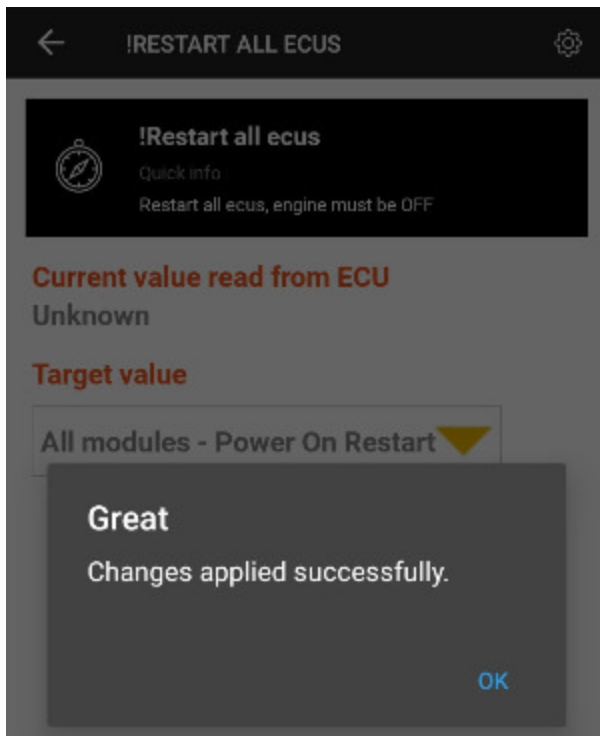 !RESTART ALL ECUS
!Restart all ecus
Quick info
Restart all ecus, engine must be OFF
Current value read from ECU
Unknown
Target value
All modules - Power On Restart
Great
Changes applied successfully.
OK